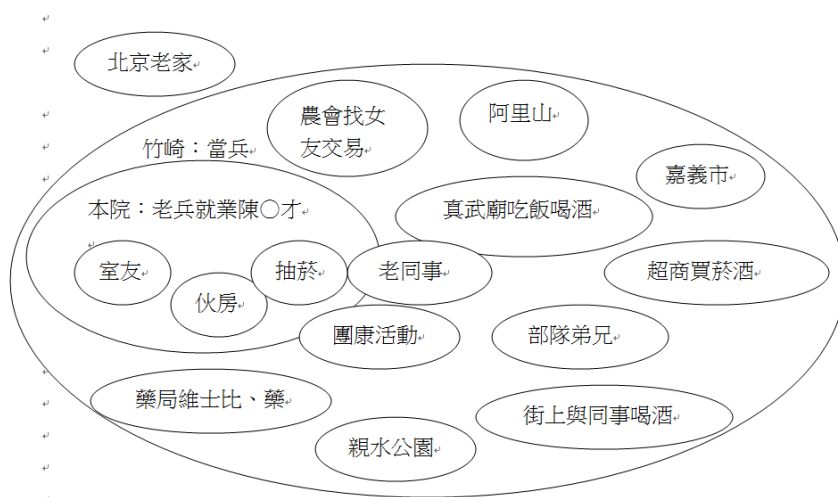 北京老家
農會找女
友交易
阿里山
竹崎：當兵
嘉義市
本院：老兵就業陳○才
真武廟吃飯喝酒
室友
抽菸
老同事
超商買菸酒
伙房
團康活動
部隊弟兄
藥局維士比、藥
街上與同事喝酒
親水公園